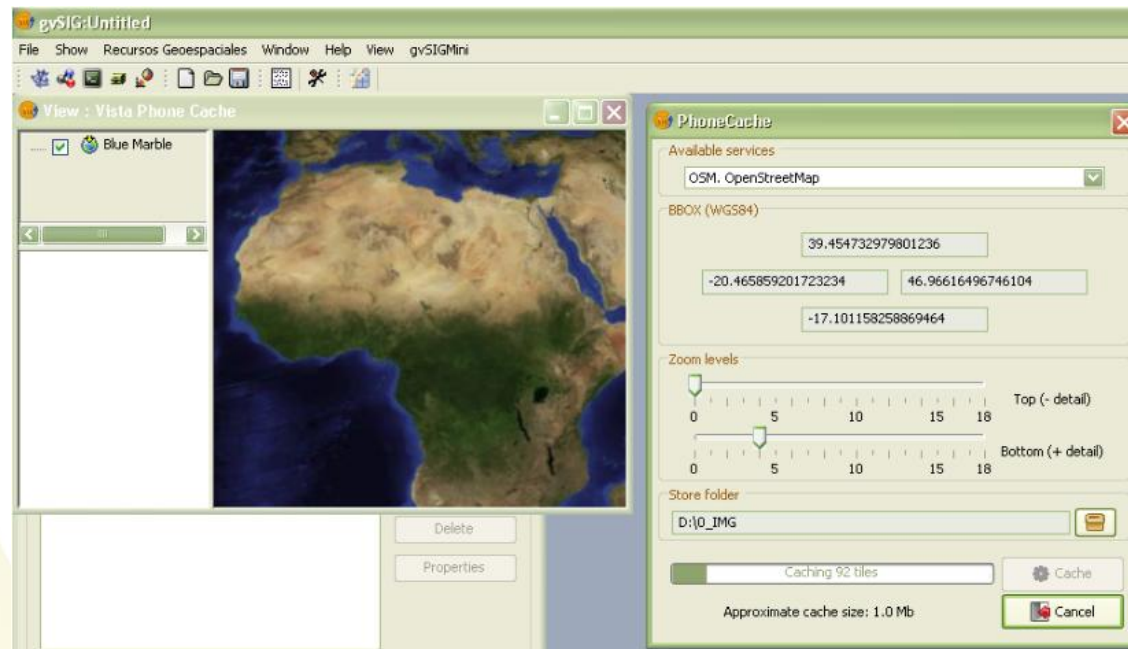 gvSIG:Untitled
File Show Recursos Geoespaciales Window Help View gvSIGMini
View : Vista Phone Cache
Blue Marble
Delete
Properties
PhoneCache
Available services
OSM. OpenStreetMap
BBOX (WGS84)
39.454732979801236
-20.465859201723234 46.96616496746104
-17.101158258869464
Zoom levels
0 5 10 15 18 Top (- detail)
0 5 10 15 18 Bottom (+ detail)
Store folder
D:\0_IMG
Caching 92 tiles Cache
Approximate cache size: 1.0 Mb Cancel